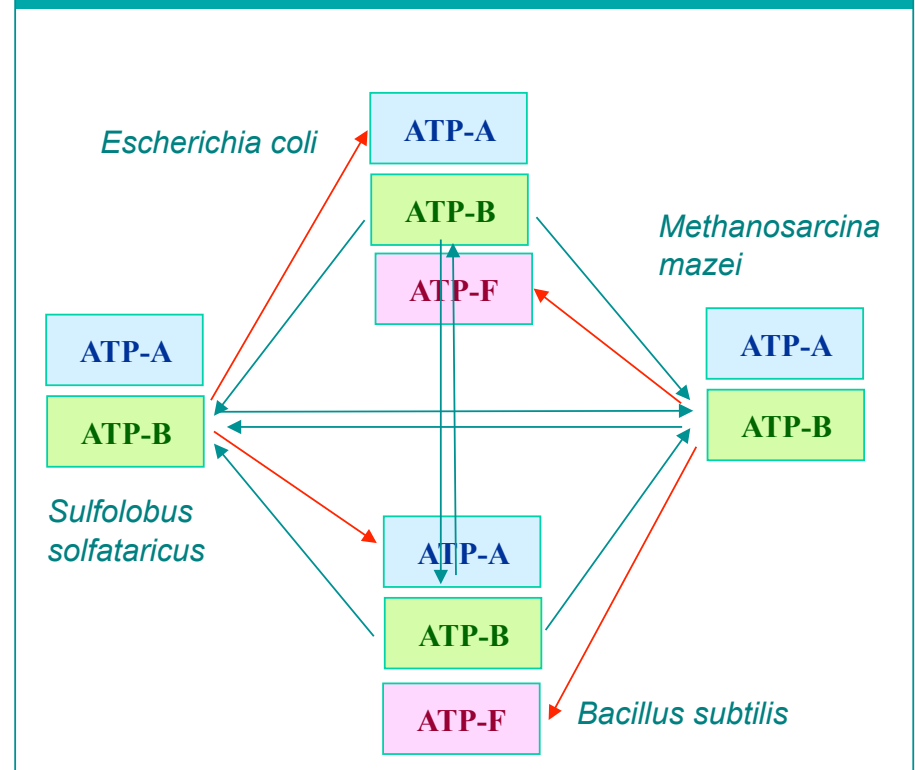 ATP-A
Escherichia coli
ATP-B
Methanosarcina
mazei
ATP-F
ATP-A
ATP-A
ATP-B
ATP-B
Sulfolobus
solfataricus
ATP-A
ATP-B
ATP-F
Bacillus subtilis